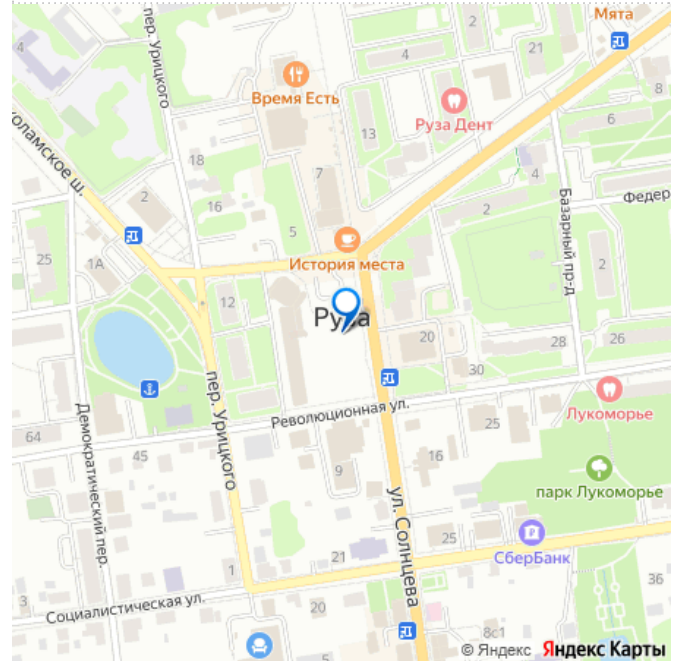 Мята
пер. Урицкого
4
2
21
8
Время Есть
Руза Дент
13
6
голамское ш.
18
7
4
2
16
2
Федер
5
Базарный пр-д
История места
25
1А
2
12
Руза
20
28
26
30
пер. Урицкого
Революционная ул.
Лукоморье
64
Демократический пер.
45
25
16
9
парк Лукоморье
ул. Солнцева
25
СберБанк
21
1
36
Социалистическая ул.
20
8с1
© Яндекс Яндекс Карты